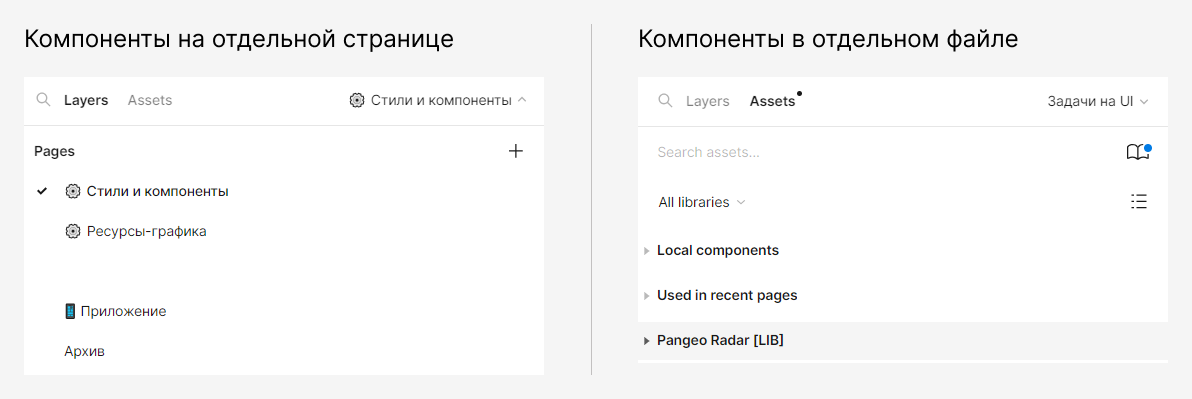 Компоненты на отдельной странице
Layers Assets Стили и компоненты
Pages
Стили и компоненты
Ресурсы-графика
Приложение
Архив
Компоненты в отдельном файле
Layers Assets Задачи на UI
Search assets...
All libraries
Local components
Used in recent pages
Pangeo Radar [LIB]